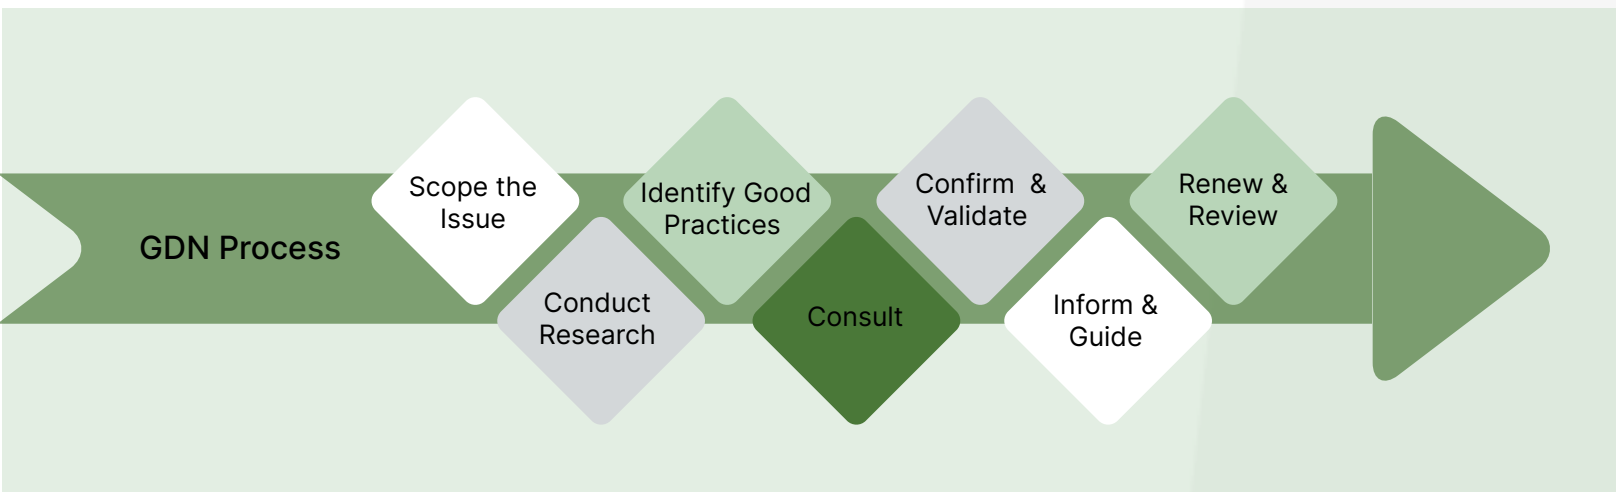 GDN Process
Scope the
Issue
Conduct
Research
Identify Good
Practices
Consult
Confirm  &
Validate
Inform &
Guide
Renew &
Review